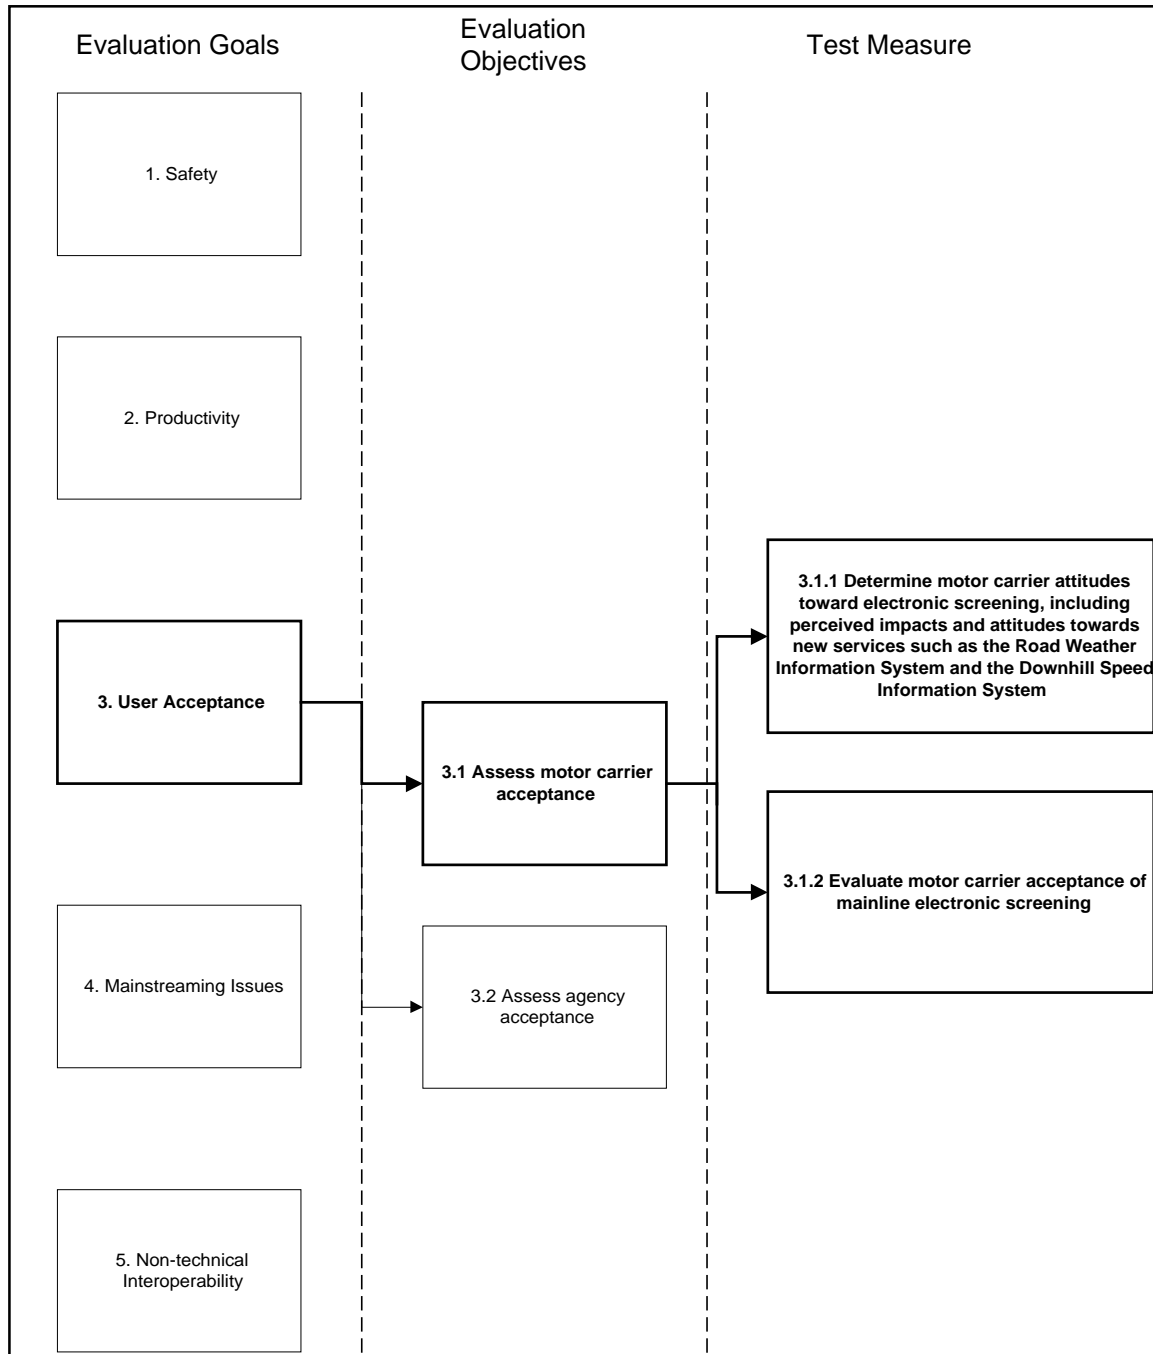 Evaluation Goals
Evaluation
Objectives
Test Measure
1. Safety
2. Productivity
3. User Acceptance
4. Mainstreaming Issues
5. Non-technical
Interoperability
3.1 Assess motor carrier
acceptance
3.2 Assess agency
acceptance
3.1.1 Determine motor carrier attitudes
toward electronic screening, including
perceived impacts and attitudes towards
new services such as the Road Weather
Information System and the Downhill Speed
Information System
3.1.2 Evaluate motor carrier acceptance of
mainline electronic screening